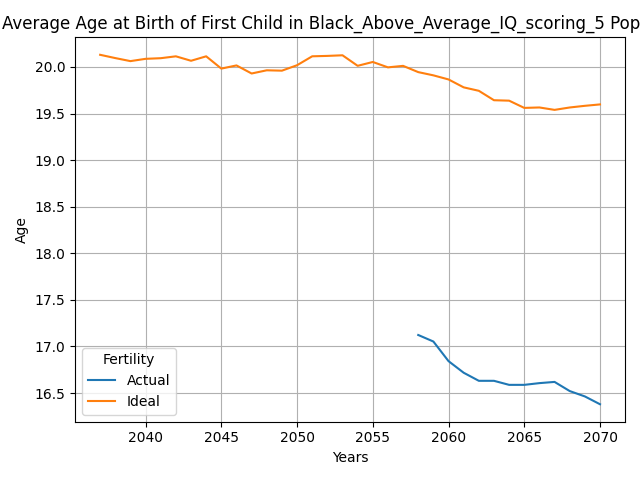 Average Age at Birth of First Child in Black_Above_Average_IQ_scoring_5 Pop
20.0
19.5
19.0
18.5
18.0
17.5
17.0
16.5
Age
Fertility
Actual
Ideal
2040 2045 2050 2055 2060 2065 2070
Years